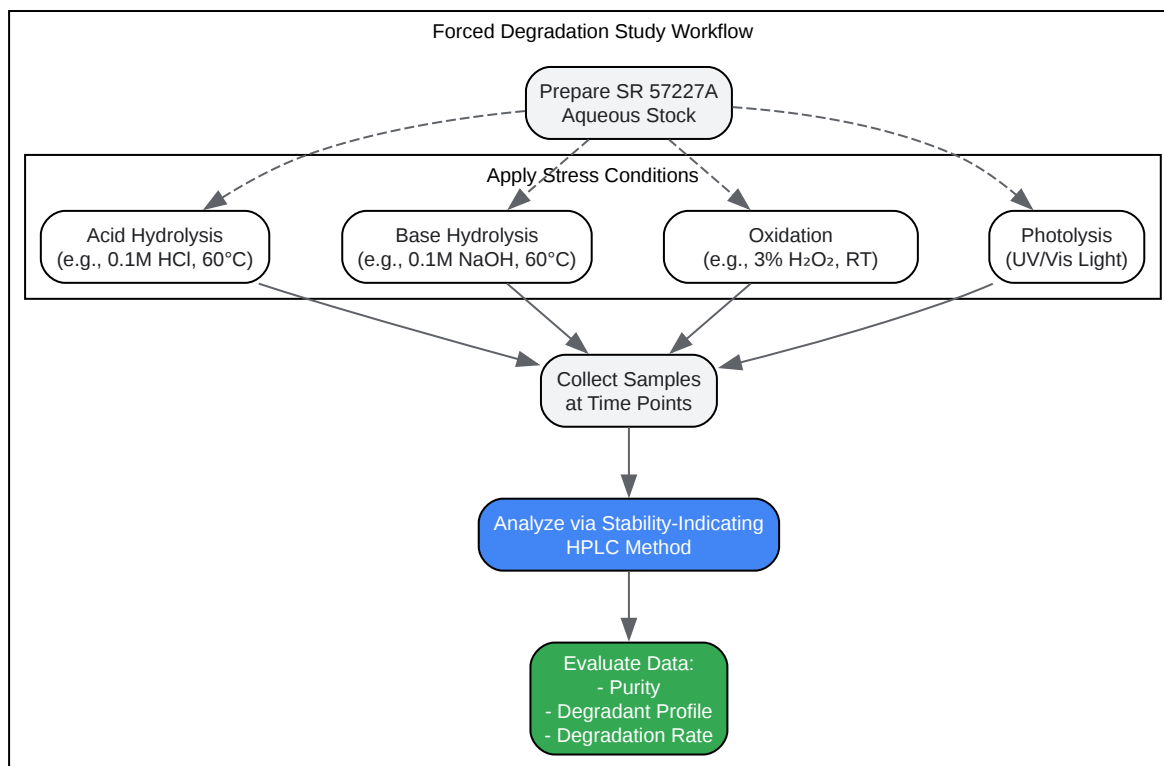 Forced Degradation Study Workflow
Prepare SR 57227A
Aqueous Stock
Apply Stress Conditions
Acid Hydrolysis
(e.g., 0.1M HCl, 60°C)
Base Hydrolysis
(e.g., 0.1M NaOH, 60°C)
Oxidation
(e.g., 3% H₂O₂, RT)
Photolysis
(UV/Vis Light)
Collect Samples
at Time Points
Analyze via Stability-Indicating
HPLC Method
Evaluate Data:
- Purity
- Degradant Profile
- Degradation Rate